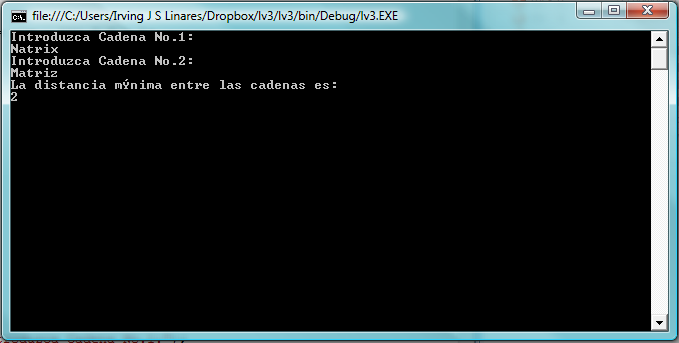 file:///C:/Users/Irving J S Linares/Dropbox/lv3/lv3/bin/Debug/lv3.EXE
Introduzca Cadena No.1:
Natrix
Introduzca Cadena No.2:
Matriz
La distancia mýnima entre las cadenas es:
2